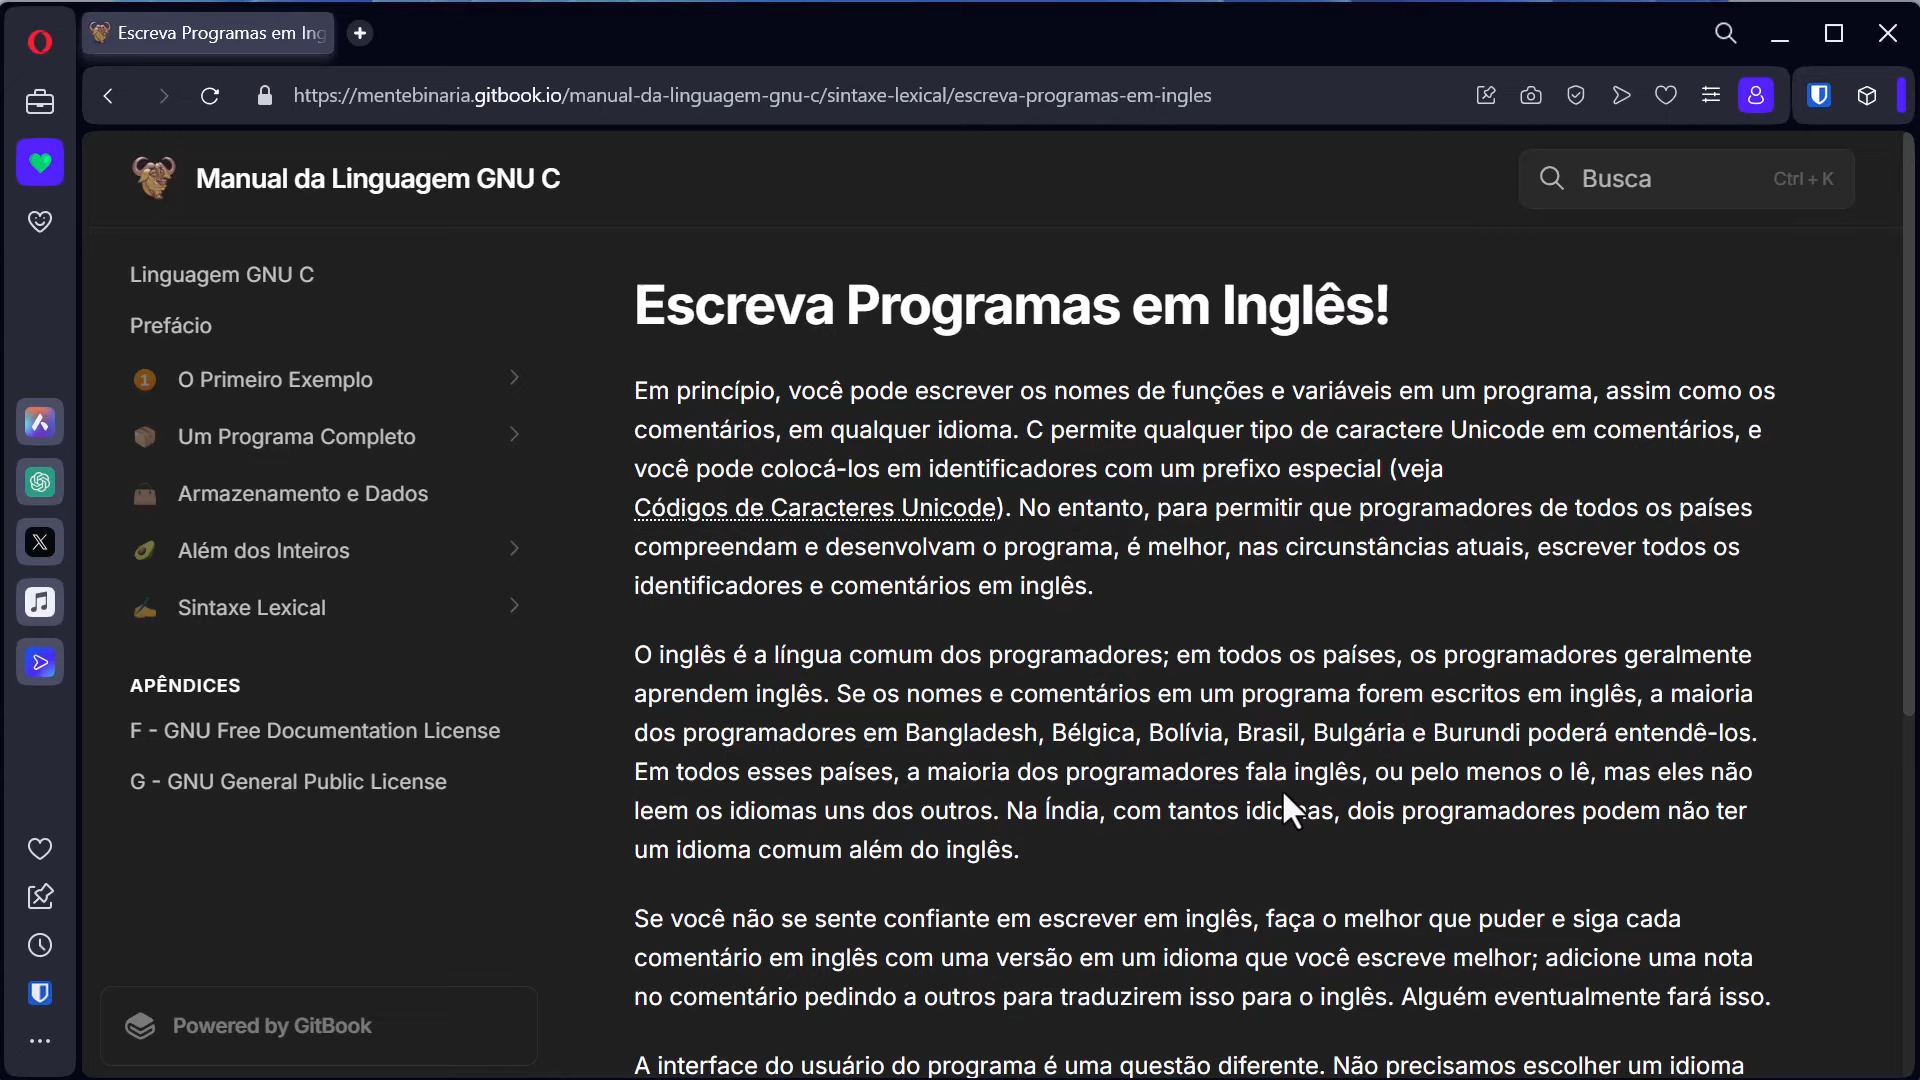 Escreva Programas em Ing
https://mentebinaria.gitbook.io/manual-da-linguagem-gnu-c/sintaxe-lexical/escreva-programas-em-ingles
Manual da Linguagem GNU C
Busca
Ctrl + K
Linguagem GNU C
Prefácio
1 O Primeiro Exemplo
Um Programa Completo
Armazenamento e Dados
Além dos Inteiros
Sintaxe Lexical
APÊNDICES
F - GNU Free Documentation License
G - GNU General Public License
Powered by GitBook
Escreva Programas em Inglês!
Em princípio, você pode escrever os nomes de funções e variáveis em um programa, assim como os
comentários, em qualquer idioma. C permite qualquer tipo de caractere Unicode em comentários, e
você pode colocá-los em identificadores com um prefixo especial (veja
Códigos de Caracteres Unicode). No entanto, para permitir que programadores de todos os países
compreendam e desenvolvam o programa, é melhor, nas circunstâncias atuais, escrever todos os
identificadores e comentários em inglês.
O inglês é a língua comum dos programadores; em todos os países, os programadores geralmente
aprendem inglês. Se os nomes e comentários em um programa forem escritos em inglês, a maioria
dos programadores em Bangladesh, Bélgica, Bolívia, Brasil, Bulgária e Burundi poderá entendê-los.
Em todos esses países, a maioria dos programadores fala inglês, ou pelo menos o lê, mas eles não
leem os idiomas uns dos outros. Na Índia, com tantos idiomas, dois programadores podem não ter
um idioma comum além do inglês.
Se você não se sente confiante em escrever em inglês, faça o melhor que puder e siga cada
comentário em inglês com uma versão em um idioma que você escreve melhor; adicione uma nota
no comentário pedindo a outros para traduzirem isso para o inglês. Alguém eventualmente fará isso.
A interface do usuário do programa é uma questão diferente. Não precisamos escolher um idioma